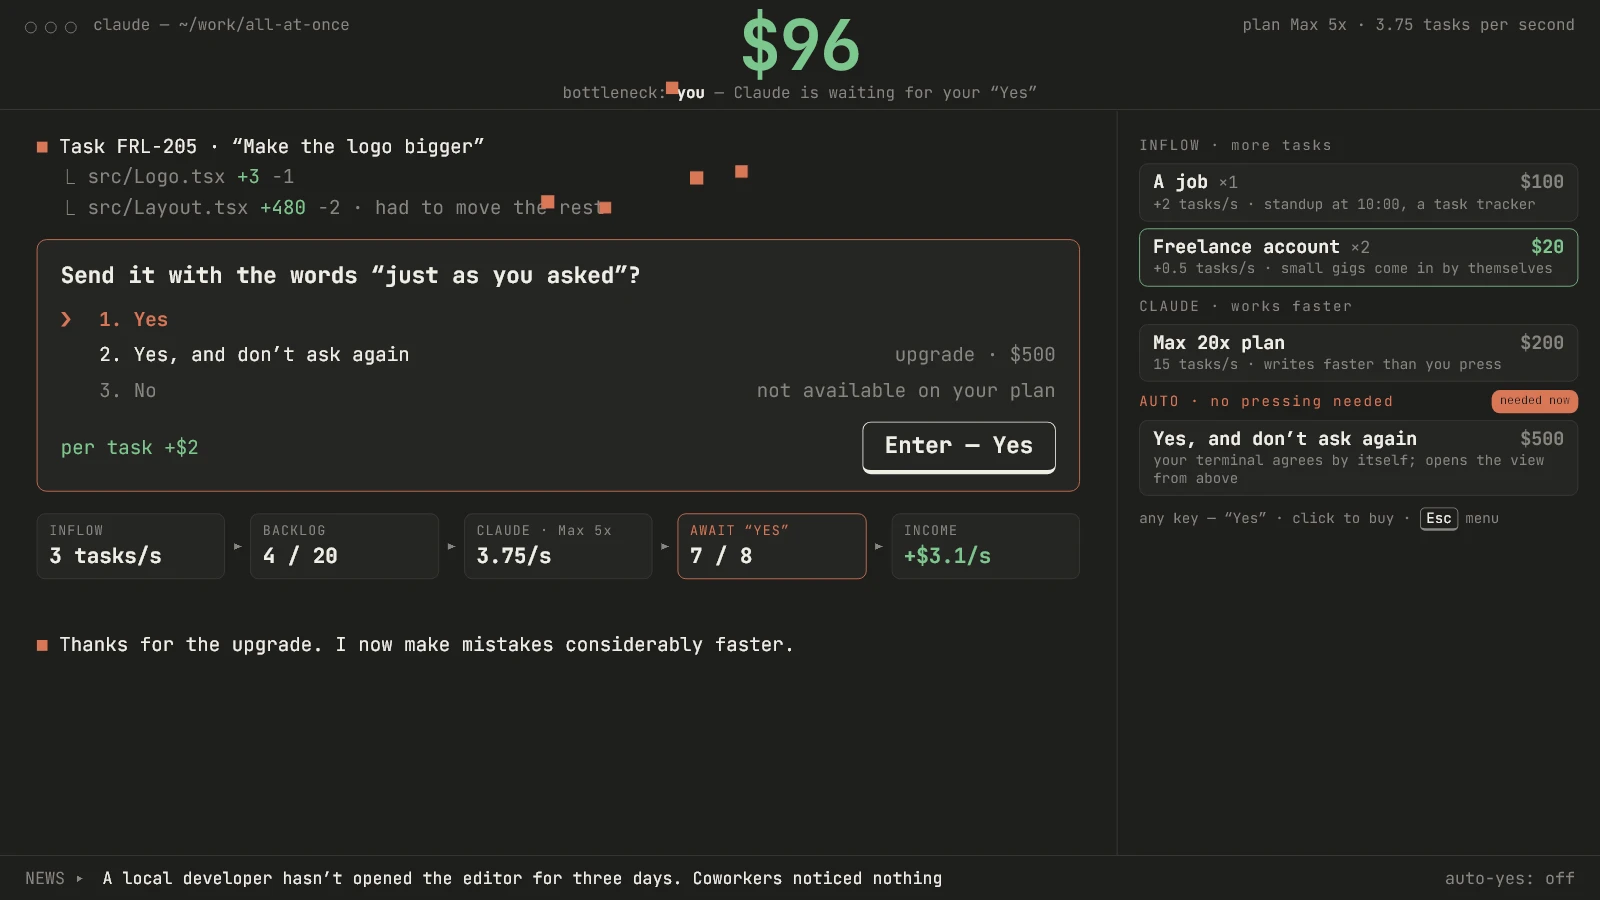 claude — ~/work/all-at-once
$96
plan Max 5x · 3.75 tasks per second
bottleneck: you — Claude is waiting for your “Yes”
Task FRL-205 · “Make the logo bigger”
└ src/Logo.tsx +3 -1
└ src/Layout.tsx +480 -2 · had to move the rest
Send it with the words “just as you asked”?
❯ 1. Yes
2. Yes, and don’t ask again upgrade · $500
3. No not available on your plan
per task +$2
Enter — Yes
INFLOW
3 tasks/s
BACKLOG
4 / 20
CLAUDE · Max 5x
3.75/s
AWAIT “YES”
7 / 8
INCOME
+$3.1/s
Thanks for the upgrade. I now make mistakes considerably faster.
INFLOW · more tasks
A job ×1 $100
+2 tasks/s · standup at 10:00, a task tracker
Freelance account ×2 $20
+0.5 tasks/s · small gigs come in by themselves
CLAUDE · works faster
Max 20x plan $200
15 tasks/s · writes faster than you press
AUTO · no pressing needed needed now
Yes, and don’t ask again $500
your terminal agrees by itself; opens the view
from above
any key — “Yes” · click to buy · Esc menu
NEWS ▸ A local developer hasn’t opened the editor for three days. Coworkers noticed nothing
auto-yes: off